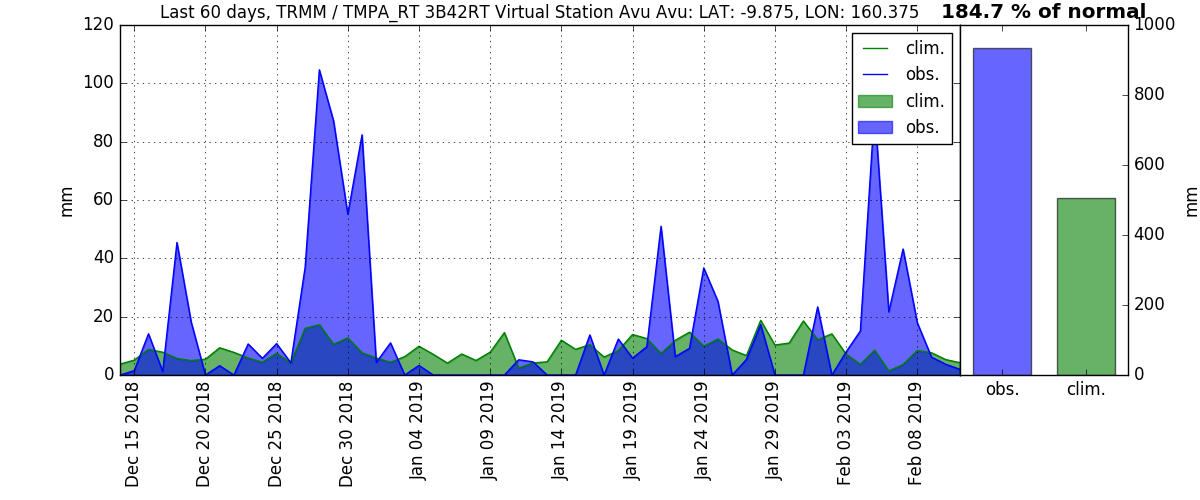 Last 60 days, TRMM / TMPA_RT 3B42RT Virtual Station Avu Avu: LAT: -9.875, LON: 160.375
184.7 % of normal
120
100
80
60
40
20
0
mm
clim.
obs.
clim.
obs.
Dec 15 2018
Dec 20 2018
Dec 25 2018
Dec 30 2018
Jan 04 2019
Jan 09 2019
Jan 14 2019
Jan 19 2019
Jan 24 2019
Jan 29 2019
Feb 03 2019
Feb 08 2019
1000
800
600
400
200
0
mm
obs.
clim.